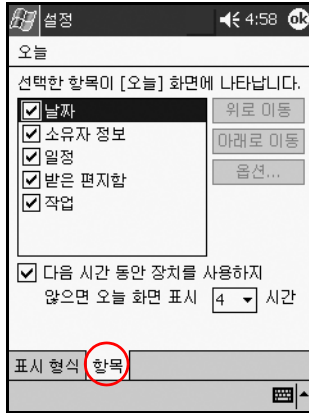 설정 4:58 ok
오늘
선택한 항목이 [오늘] 화면에 나타납니다.
날짜 위로 이동
소유자 정보 아래로 이동
일정 옵션...
받은 편지함
작업
다음 시간 동안 장치를 사용하지
않으면 오늘 화면 표시 4 시간
표시 형식 항목